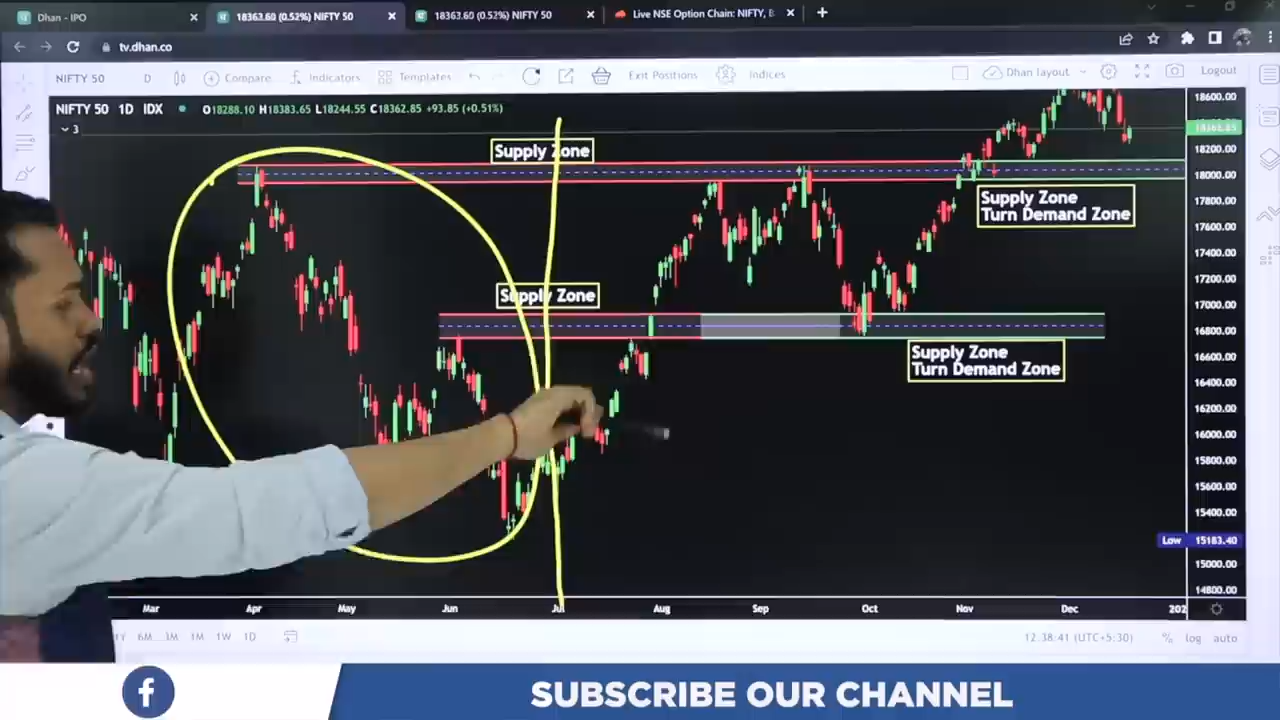 Dhan - IPO
18363.60 (0.52%) NIFTY 50
18363.60 (0.52%) NIFTY 50
Live NSE Option Chain: NIFTY, B
tv.dhan.co
NIFTY 50
D
Compare
Indicators
Templates
Exit Positions
Indices
Dhan layout
Logout
NIFTY 50 1D IDX
O18288.10 H18383.65 L18244.55 C18362.85 +93.85 (+0.51%)
3
Supply Zone
Supply Zone
Turn Demand Zone
Supply Zone
Supply Zone
Turn Demand Zone
18600.00
18362.85
18200.00
18000.00
17800.00
17600.00
17400.00
17200.00
17000.00
16800.00
16600.00
16400.00
16200.00
16000.00
15800.00
15600.00
15400.00
Low 15183.40
15000.00
14800.00
Mar Apr May Jun Jul Aug Sep Oct Nov Dec 202
6M 3M 1M 1W 1D
12:38:41 (UTC+5:30)
% log auto
f
SUBSCRIBE OUR CHANNEL